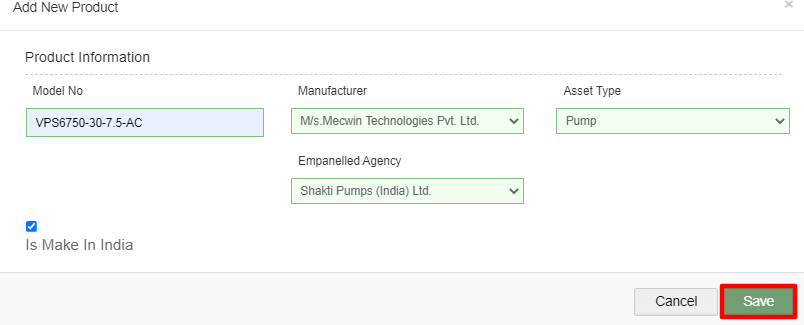 Add New Product
×
Product Information
Model No
Manufacturer
Asset Type
VPS6750-30-7.5-AC
M/s.Mecwin Technologies Pvt. Ltd.
Pump
Empanelled Agency
Shakti Pumps (India) Ltd.
Is Make In India
Cancel
Save